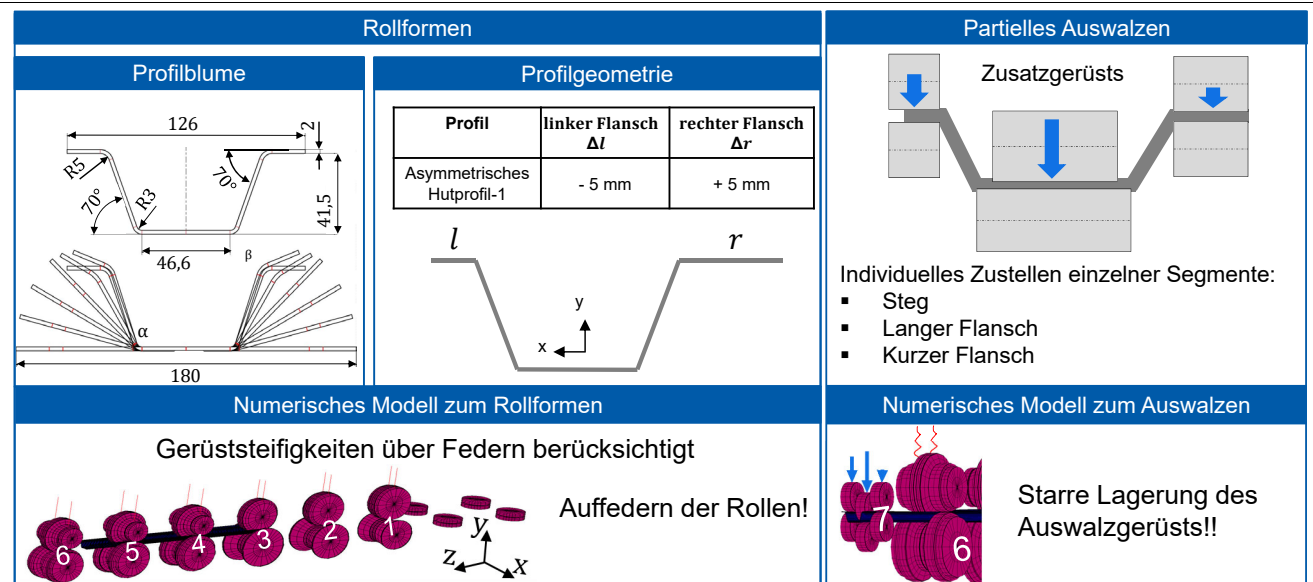 Rollformen
Profilblume
126
2
R5
70°
70°
R3
41,5
46,6
β
α
180
Profilgeometrie
Profil
linker Flansch
Δl
rechter Flansch
Δr
Asymmetrisches
Hutprofil-1
- 5 mm
+ 5 mm
l
r
y
x
Partielles Auswalzen
Zusatzgerüsts
Individuelles Zustellen einzelner Segmente:
▪ Steg
▪ Langer Flansch
▪ Kurzer Flansch
Numerisches Modell zum Rollformen
Gerüststeifigkeiten über Federn berücksichtigt
Auffedern der Rollen!
6
5
4
3
2
1
y
z
x
Numerisches Modell zum Auswalzen
7
6
Starre Lagerung des
Auswalzgerüsts!!